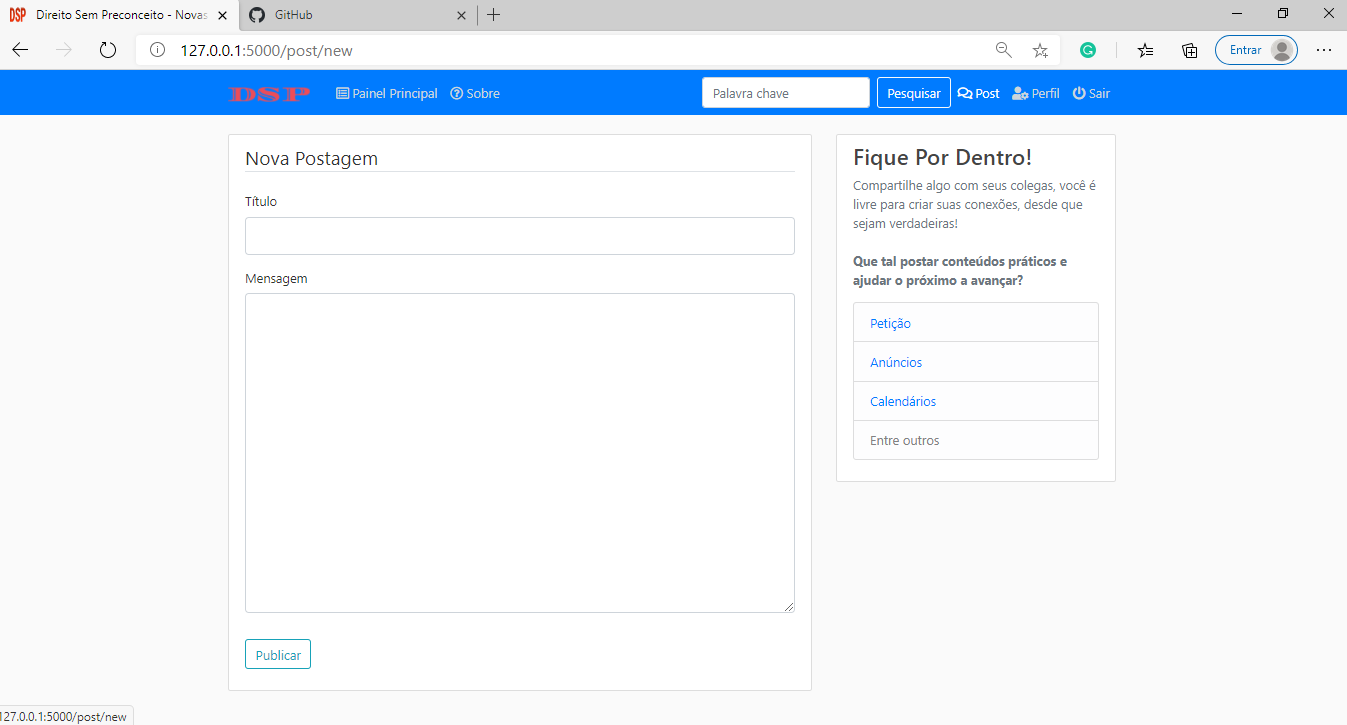 DSP Direito Sem Preconceito - Novas
GitHub
127.0.0.1:5000/post/new
Entrar
DSP
Painel Principal
Sobre
Palavra chave
Pesquisar
Post
Perfil
Sair
Nova Postagem
Título
Mensagem
Publicar
Fique Por Dentro!
Compartilhe algo com seus colegas, você é
livre para criar suas conexões, desde que
sejam verdadeiras!
Que tal postar conteúdos práticos e
ajudar o próximo a avançar?
Petição
Anúncios
Calendários
Entre outros
127.0.0.1:5000/post/new